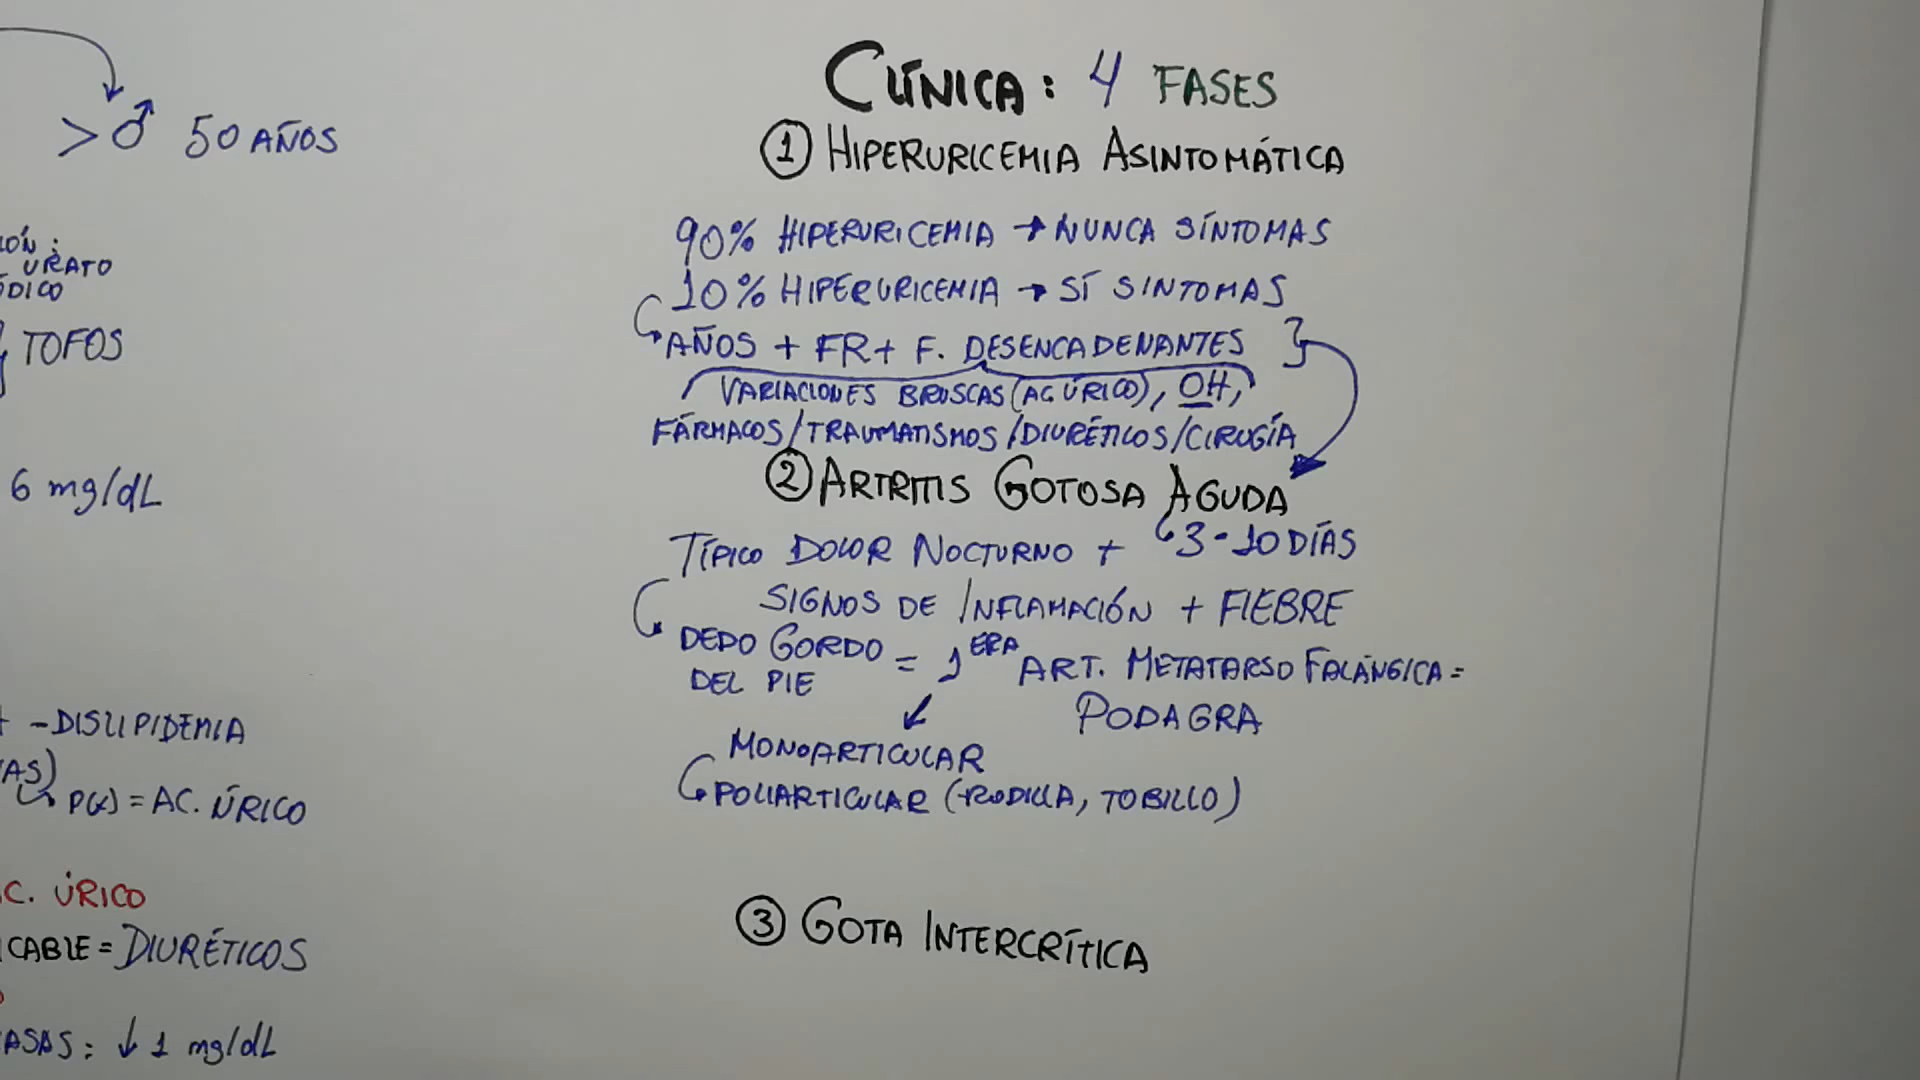 > ♂ 50 AÑOS
URATO
TOFOS
6 mg/dL
- DISLIPIDEMIA
P(x) = AC. ÚRICO
C. ÚRICO
CABLE = DIURÉTICOS
ASAS: ↓ 1 mg/dL
CLÍNICA: 4 FASES
① HIPERURICEMIA ASINTOMÁTICA
90% HIPERURICEMIA → NUNCA SÍNTOMAS
10% HIPERURICEMIA → SÍ SINTOMAS
AÑOS + FR + F. DESENCADENANTES }
VARIACIONES BRUSCAS (AC. ÚRICO), OH,
FÁRMACOS/TRAUMATISMOS/DIURÉTICOS/CIRUGÍA
② ARTRITIS GOTOSA AGUDA
3-10 DÍAS
TÍPICO DOLOR NOCTURNO +
SIGNOS DE INFLAMACIÓN + FIEBRE
DEDO GORDO
DEL PIE = 1ERA ART. METATARSO FALÁNGICA =
PODAGRA
MONOARTICULAR
POLIARTICULAR (RODILLA, TOBILLO)
③ GOTA INTERCRÍTICA